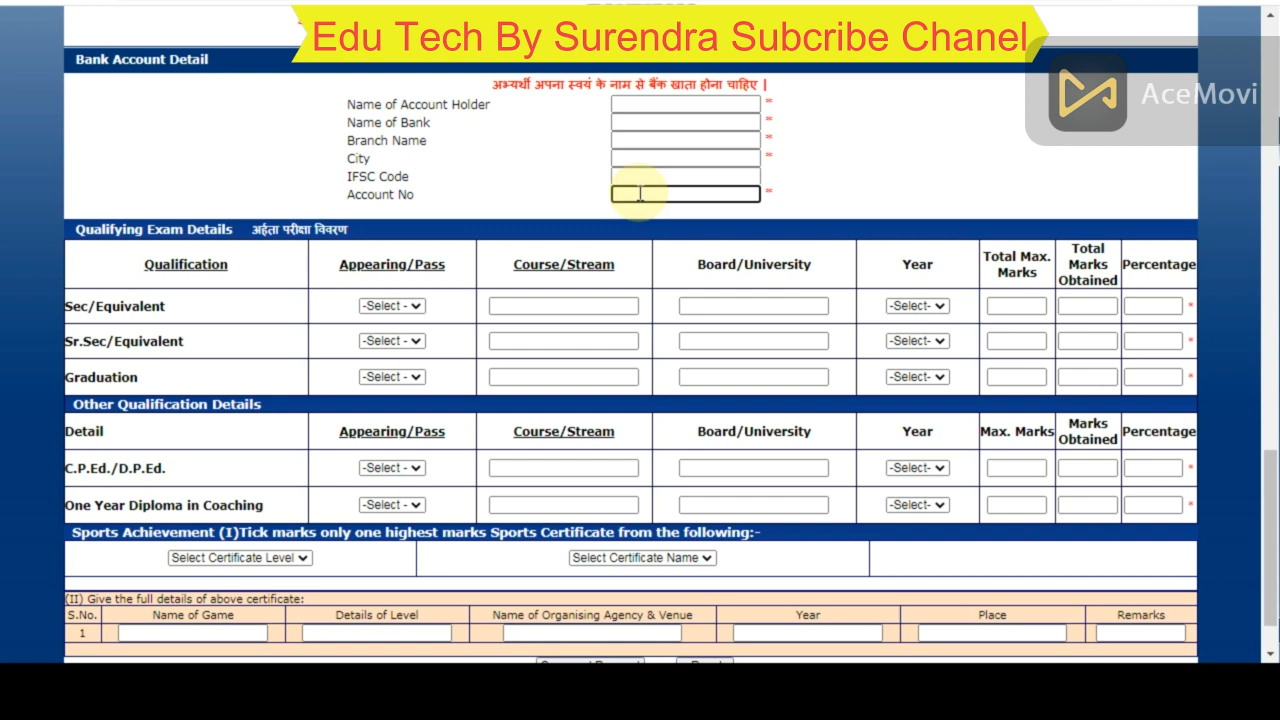 Edu Tech By Surendra Subcribe Chanel
AceMovi
Bank Account Detail
अभ्यर्थी अपना स्वयं के नाम से बैंक खाता होना चाहिए |
Name of Account Holder *
Name of Bank *
Branch Name *
City *
IFSC Code
Account No *
Qualifying Exam Details अर्हता परीक्षा विवरण
Qualification Appearing/Pass Course/Stream Board/University Year Total Max. Marks Total Marks Obtained Percentage
Sec/Equivalent -Select - -Select- *
Sr.Sec/Equivalent -Select - -Select- *
Graduation -Select - -Select- *
Other Qualification Details
Detail Appearing/Pass Course/Stream Board/University Year Max. Marks Marks Obtained Percentage
C.P.Ed./D.P.Ed. -Select - -Select- *
One Year Diploma in Coaching -Select - -Select- *
Sports Achievement (I)Tick marks only one highest marks Sports Certificate from the following:-
Select Certificate Level Select Certificate Name
(II) Give the full details of above certificate:
S.No. Name of Game Details of Level Name of Organising Agency & Venue Year Place Remarks
1